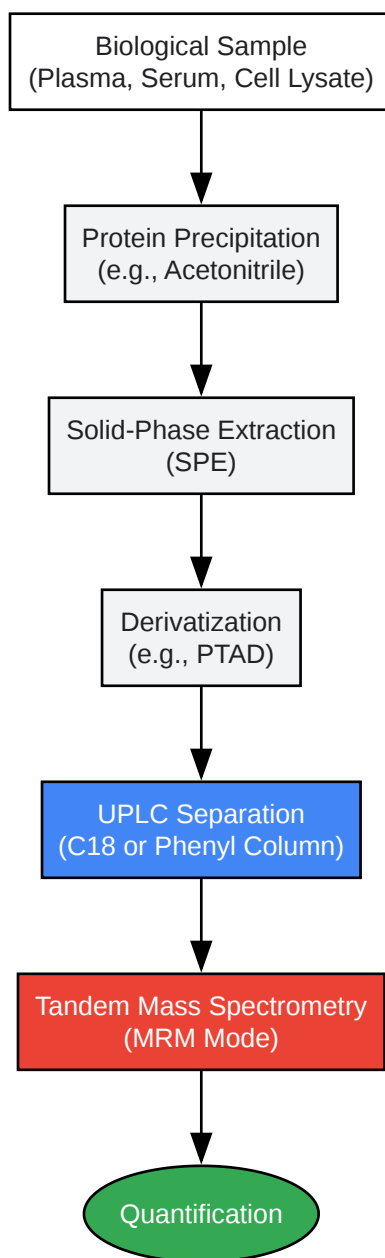 Biological Sample
(Plasma, Serum, Cell Lysate)
Protein Precipitation
(e.g., Acetonitrile)
Solid-Phase Extraction
(SPE)
Derivatization
(e.g., PTAD)
UPLC Separation
(C18 or Phenyl Column)
Tandem Mass Spectrometry
(MRM Mode)
Quantification